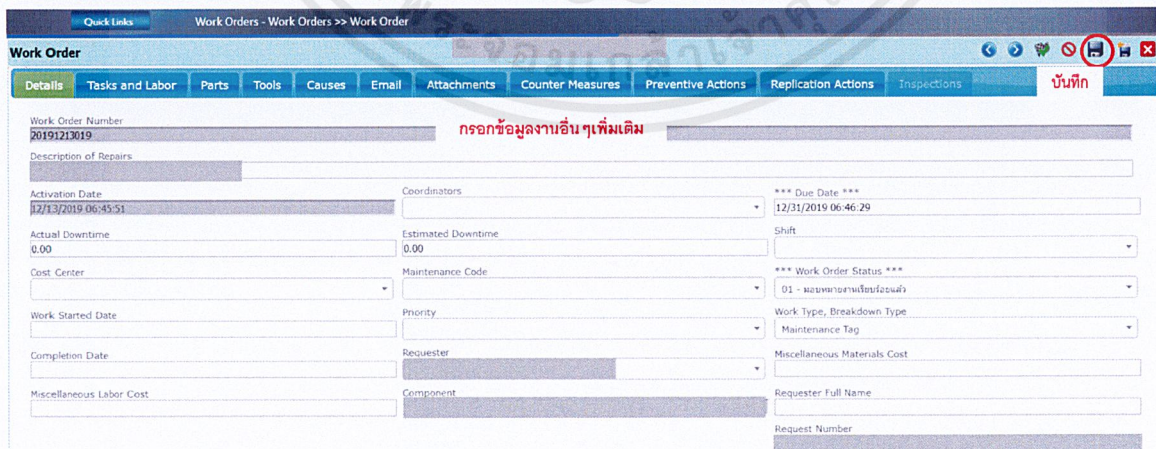 Quick Links Work Orders - Work Orders >> Work Order
Work Order
Details Tasks and Labor Parts Tools Causes Email Attachments Counter Measures Preventive Actions Replication Actions Inspections บันทึก
Work Order Number
20191213019
กรอกข้อมูลงานอื่นๆเพิ่มเติม
Description of Repairs
Activation Date Coordinators *** Due Date ***
12/13/2019 06:45:51 12/31/2019 06:46:29
Actual Downtime Estimated Downtime Shift
0.00 0.00
Cost Center Maintenance Code *** Work Order Status ***
01 - มอบหมายงานเรียบร้อยแล้ว
Work Started Date Priority Work Type, Breakdown Type
Maintenance Tag
Completion Date Requester Miscellaneous Materials Cost
Miscellaneous Labor Cost Component Requester Full Name
Request Number